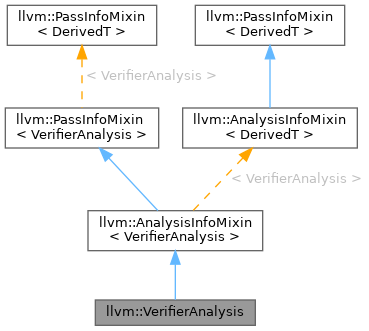 llvm::PassInfoMixin
< DerivedT >
llvm::PassInfoMixin
< DerivedT >
< VerifierAnalysis >
llvm::PassInfoMixin
< VerifierAnalysis >
llvm::AnalysisInfoMixin
< DerivedT >
< VerifierAnalysis >
llvm::AnalysisInfoMixin
< VerifierAnalysis >
llvm::VerifierAnalysis